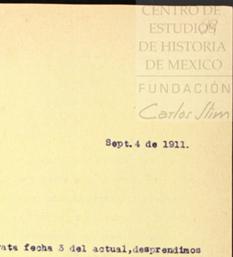 CENTRO DE
ESTUDIOS
DE HISTORIA
DE MEXICO
FUNDACIÓN
Carlos Slim
Sept. 4 de 1911.
fecha 3 del actual, desprendimos